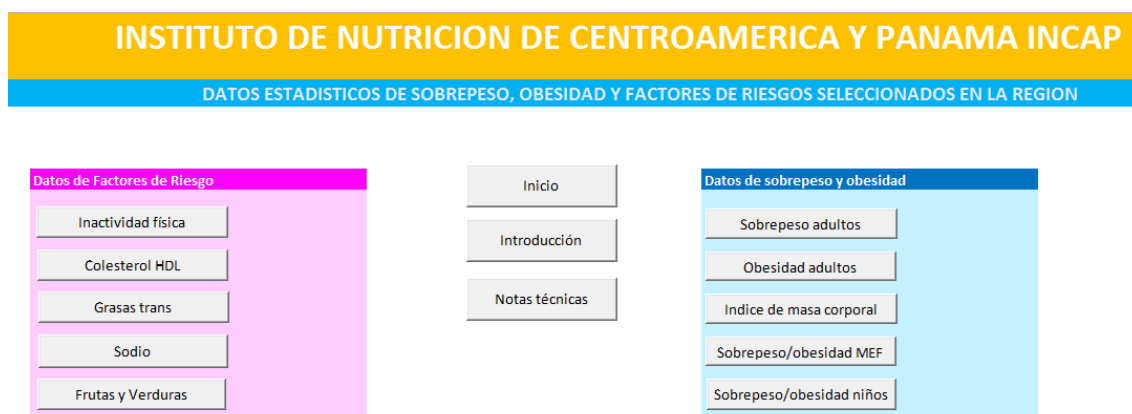 INSTITUTO DE NUTRICION DE CENTROAMERICA Y PANAMA INCAP
DATOS ESTADISTICOS DE SOBREPESO, OBESIDAD Y FACTORES DE RIESGOS SELECCIONADOS EN LA REGION
Datos de Factores de Riesgo
Inactividad física
Colesterol HDL
Grasas trans
Sodio
Frutas y Verduras
Inicio
Introducción
Notas técnicas
Datos de sobrepeso y obesidad
Sobrepeso adultos
Obesidad adultos
Indice de masa corporal
Sobrepeso/obesidad MEF
Sobrepeso/obesidad niños